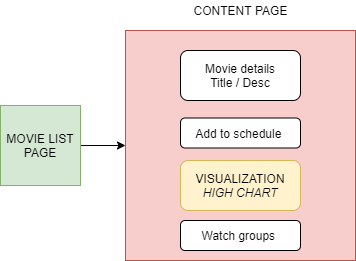 CONTENT PAGE
Movie details
Title / Desc
MOVIE LIST
PAGE
Add to schedule
VISUALIZATION
HIGH CHART
Watch groups